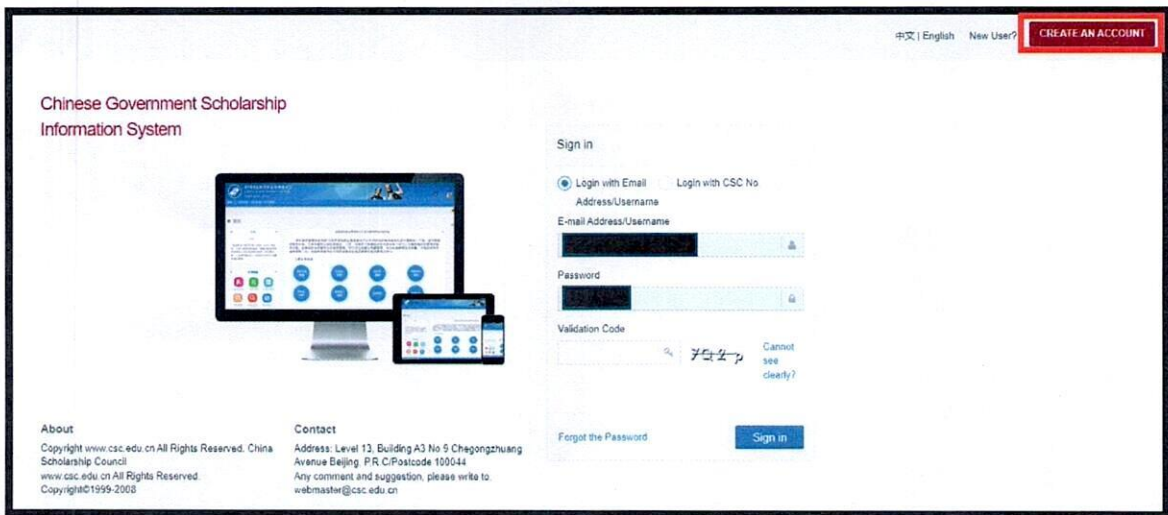 中文 | English New User? CREATE AN ACCOUNT
Chinese Government Scholarship
Information System
Sign in
Login with Email Login with CSC No
Address/Username
E-mail Address/Username
Password
Validation Code
Cannot
see
clearly?
Forgot the Password Sign in
About
Copyright www.csc.edu.cn All Rights Reserved. China
Scholarship Council
www.csc.edu.cn All Rights Reserved.
Copyright©1999-2008
Contact
Address: Level 13, Building A3 No.9 Chegongzhuang
Avenue Beijing, P.R.C/Postcode 100044
Any comment and suggestion, please write to
webmaster@csc.edu.cn